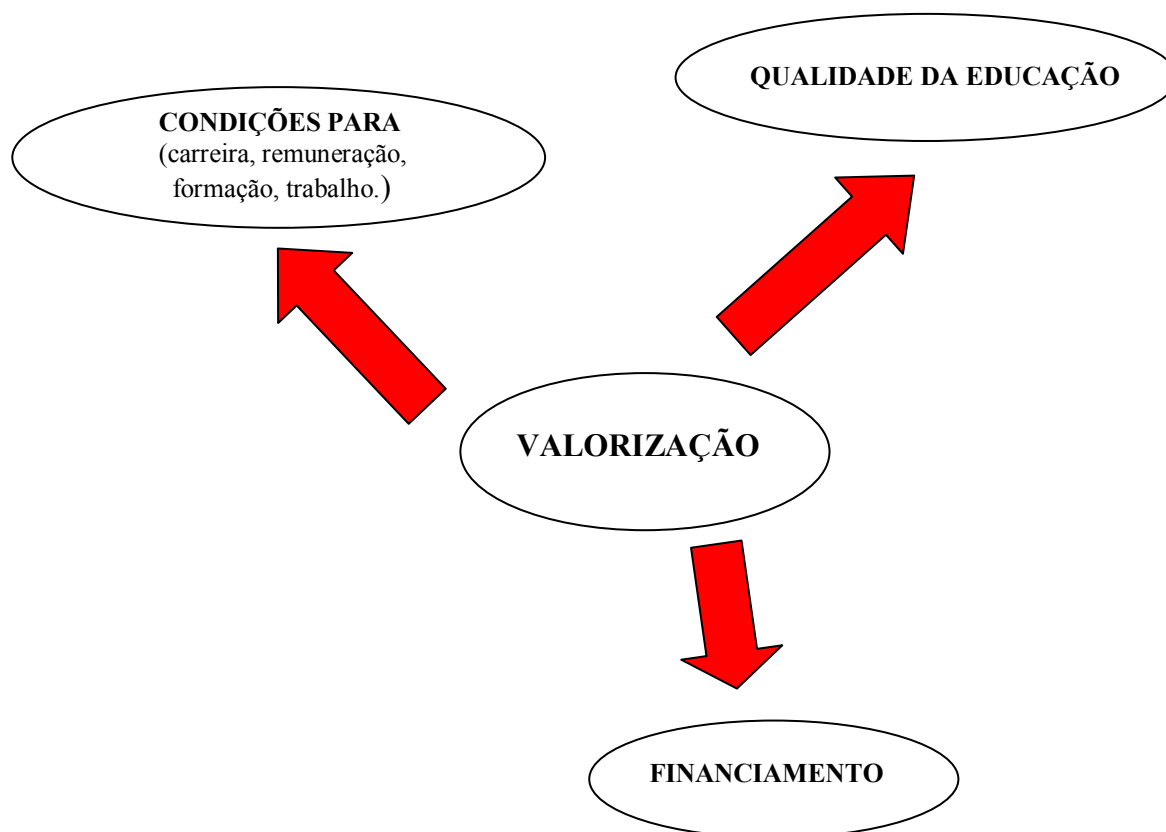 QUALIDADE DA EDUCAÇÃO
CONDIÇÕES PARA
(carreira, remuneração,
formação, trabalho.)
VALORIZAÇÃO
FINANCIAMENTO